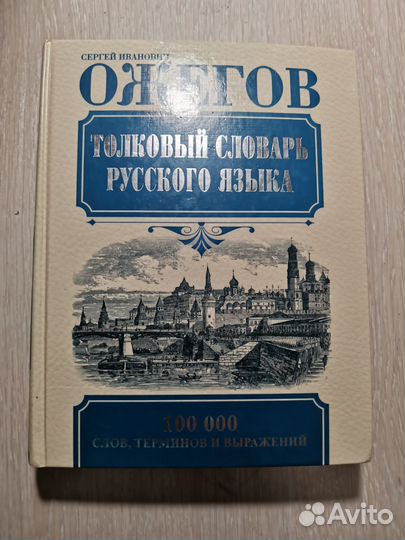 СЕРГЕЙ ИВАНОВИЧ
ОЖЕГОВ
ТОЛКОВЫЙ СЛОВАРЬ
РУССКОГО ЯЗЫКА
100 000
СЛОВ, ТЕРМИНОВ И ВЫРАЖЕНИЙ
Avito